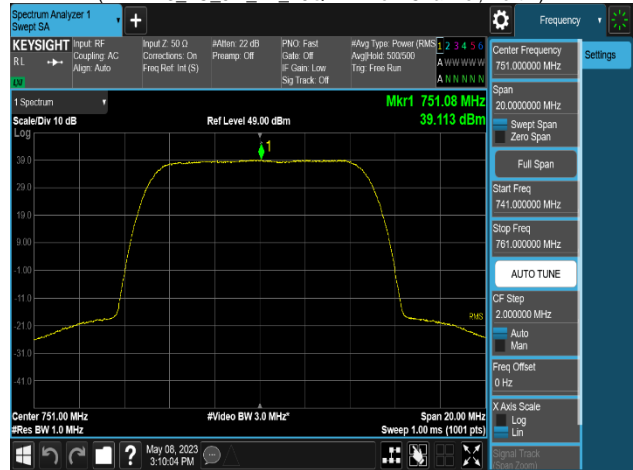 Spectrum Analyzer 1
Swept SA
+
Frequency
KEYSIGHT
RL
Input: RF
Coupling: AC
Align: Auto
Input Z: 50 Ω
Corrections: On
Freq Ref: Int (S)
#Atten: 22 dB
Preamp: Off
PNO: Fast
Gate: Off
IF Gain: Low
Sig Track: Off
#Avg Type: Power (RMS
Avg|Hold: 500/500
Trig: Free Run
1 2 3 4 5 6
A W W W W W
A N N N N N
1 Spectrum
Scale/Div 10 dB
Log
Ref Level 49.00 dBm
Mkr1 751.08 MHz
39.113 dBm
1
39.0
29.0
19.0
9.00
-1.00
-11.0
-21.0
-31.0
-41.0
RMS
Center 751.00 MHz
#Res BW 1.0 MHz
#Video BW 3.0 MHz*
Span 20.00 MHz
Sweep 1.00 ms (1001 pts)
May 08, 2023
3:10:04 PM
?
Center Frequency
751.000000 MHz
Settings
Span
20.0000000 MHz
Swept Span
Zero Span
Full Span
Start Freq
741.000000 MHz
Stop Freq
761.000000 MHz
AUTO TUNE
CF Step
2.000000 MHz
Auto
Man
Freq Offset
0 Hz
X Axis Scale
Log
Lin
Signal Track
(Span Zoom)